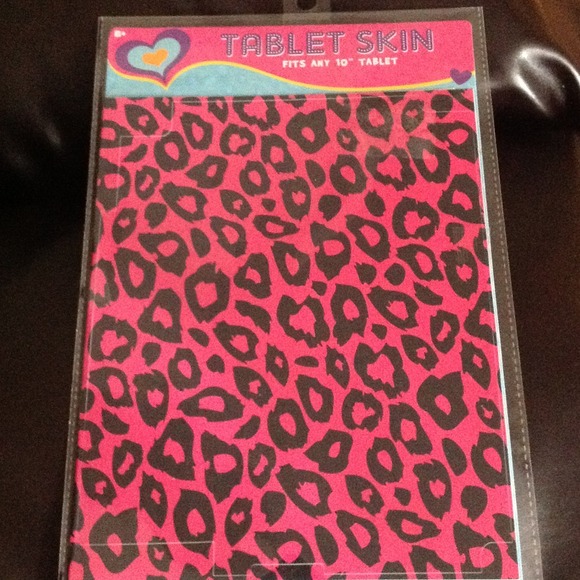 8+
TABLET SKIN
FITS ANY 10" TABLET